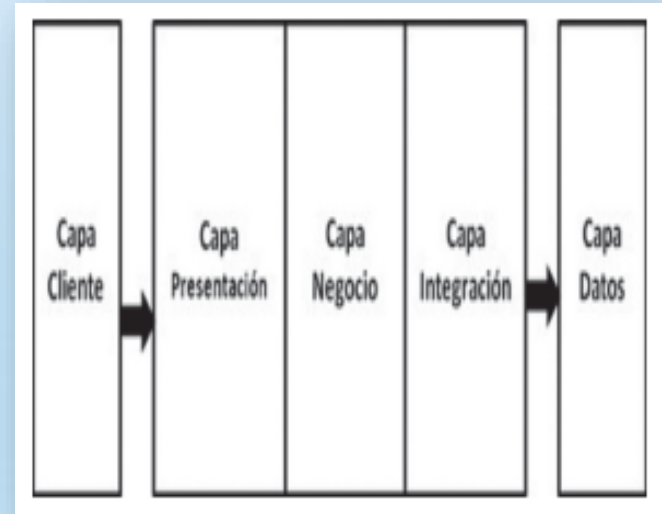 Capa
Cliente
Capa
Presentación
Capa
Negocio
Capa
Integración
Capa
Datos